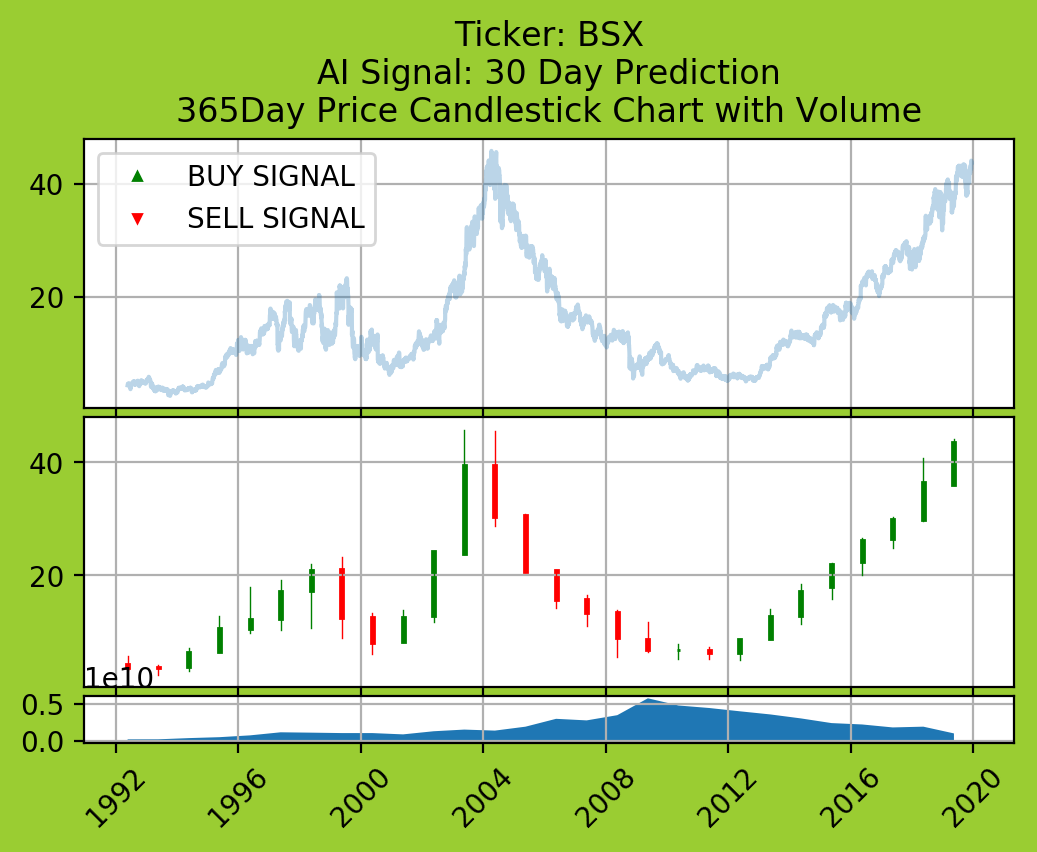 Ticker: BSX
AI Signal: 30 Day Prediction
365Day Price Candlestick Chart with Volume
BUY SIGNAL
SELL SIGNAL
40
20
40
20
1e10
0.5
0.0
1992 1996 2000 2004 2008 2012 2016 2020